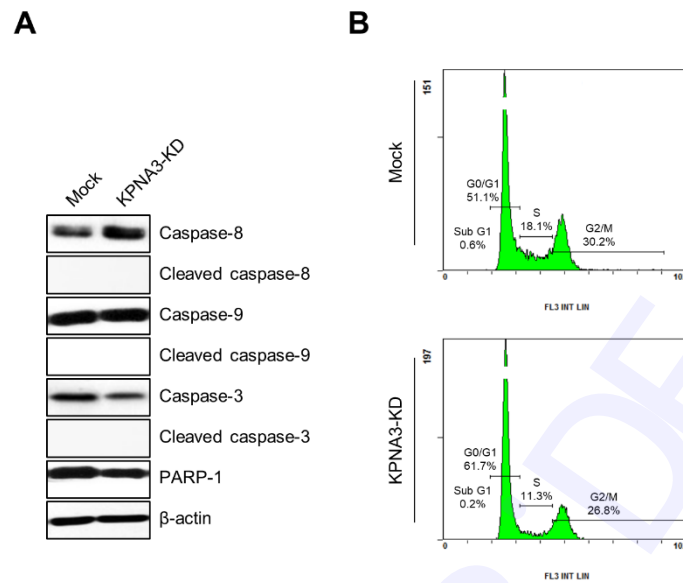 A
B
Mock
KPNA3-KD
Caspase-8
Cleaved caspase-8
Caspase-9
Cleaved caspase-9
Caspase-3
Cleaved caspase-3
PARP-1
β-actin
Mock
151
G0/G1
51.1%
S
18.1%
G2/M
30.2%
Sub G1
0.6%
0
FL3 INT LIN
KPNA3-KD
197
G0/G1
61.7%
S
11.3%
G2/M
26.8%
Sub G1
0.2%
0
FL3 INT LIN